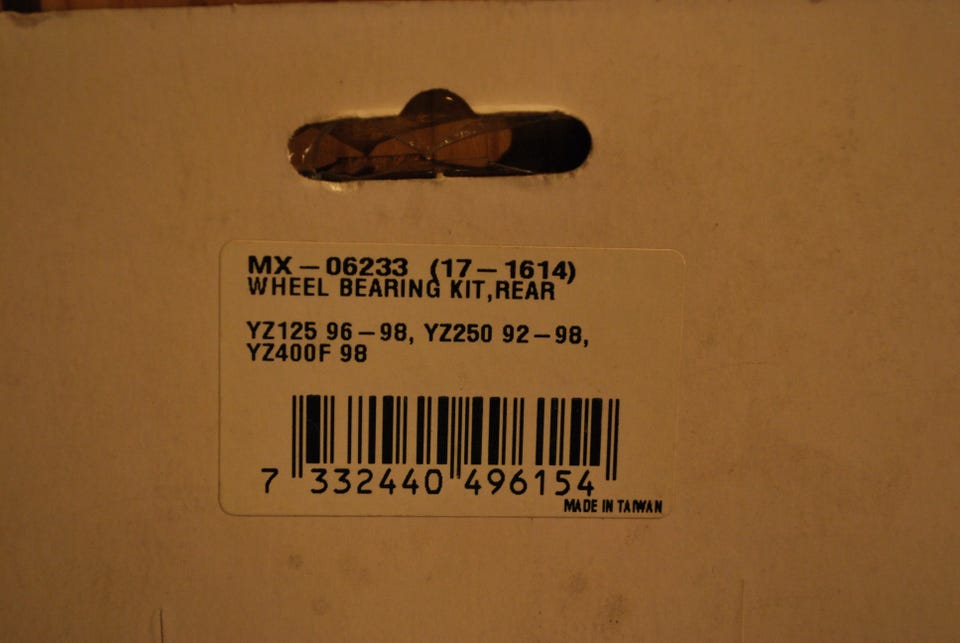 MX-06233 (17-1614)
WHEEL BEARING KIT,REAR
YZ125 96-98, YZ250 92-98,
YZ400F 98
7 332440 496154
MADE IN TAIWAN